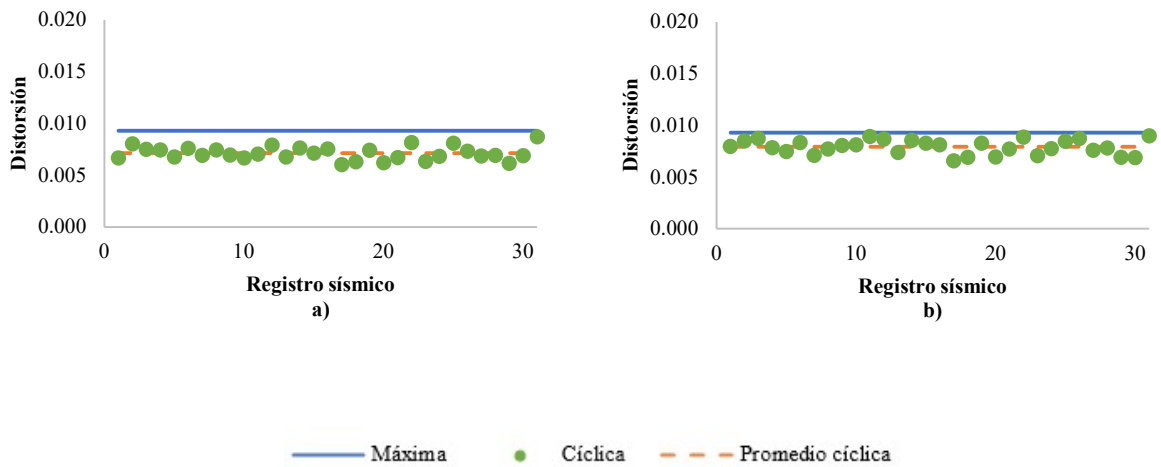 0.020
0.015
0.010
0.005
0.000
Distorsión
0 10 20 30
Registro sísmico
a)
0.020
0.015
0.010
0.005
0.000
Distorsión
0 10 20 30
Registro sísmico
b)
Máxima Cíclica Promedio cíclica